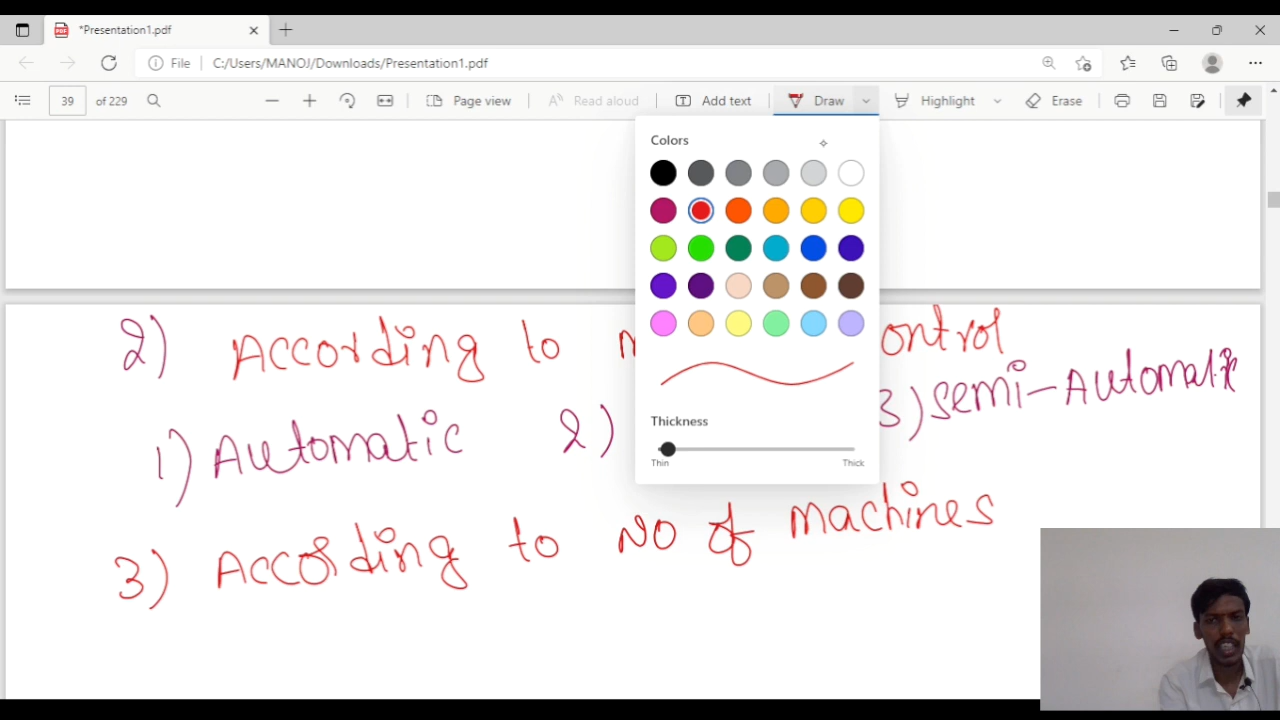 *Presentation1.pdf
File C:/Users/MANOJ/Downloads/Presentation1.pdf
39 of 229 Page view Read aloud Add text Draw Highlight Erase
Colors
Thickness
Thin Thick
2) According to ontrol
1) Automatic 2) 3) semi-Automatic
3) According to NO of machines